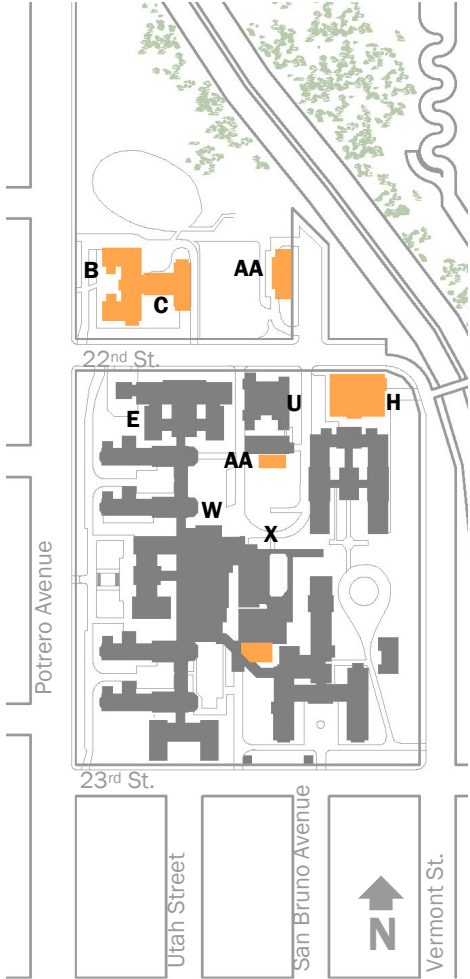 B
C
AA
22nd St.
E
U
H
AA
W
X
Potrero Avenue
23rd St.
Utah Street
San Bruno Avenue
Vermont St.
N